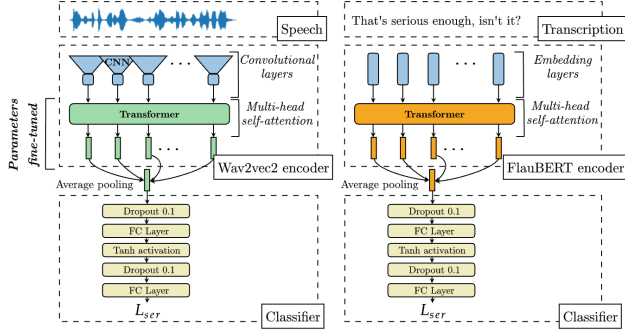 Speech
CNN
Convolutional
layers
Transformer
Multi-head
self-attention
Parameters
fine-tuned
Wav2vec2 encoder
Average pooling
Dropout 0.1
FC Layer
Tanh activation
Dropout 0.1
FC Layer
L_ser
Classifier
That's serious enough, isn't it?
Transcription
Embedding
layers
Transformer
Multi-head
self-attention
FlauBERT encoder
Average pooling
Dropout 0.1
FC Layer
Tanh activation
Dropout 0.1
FC Layer
L_ser
Classifier